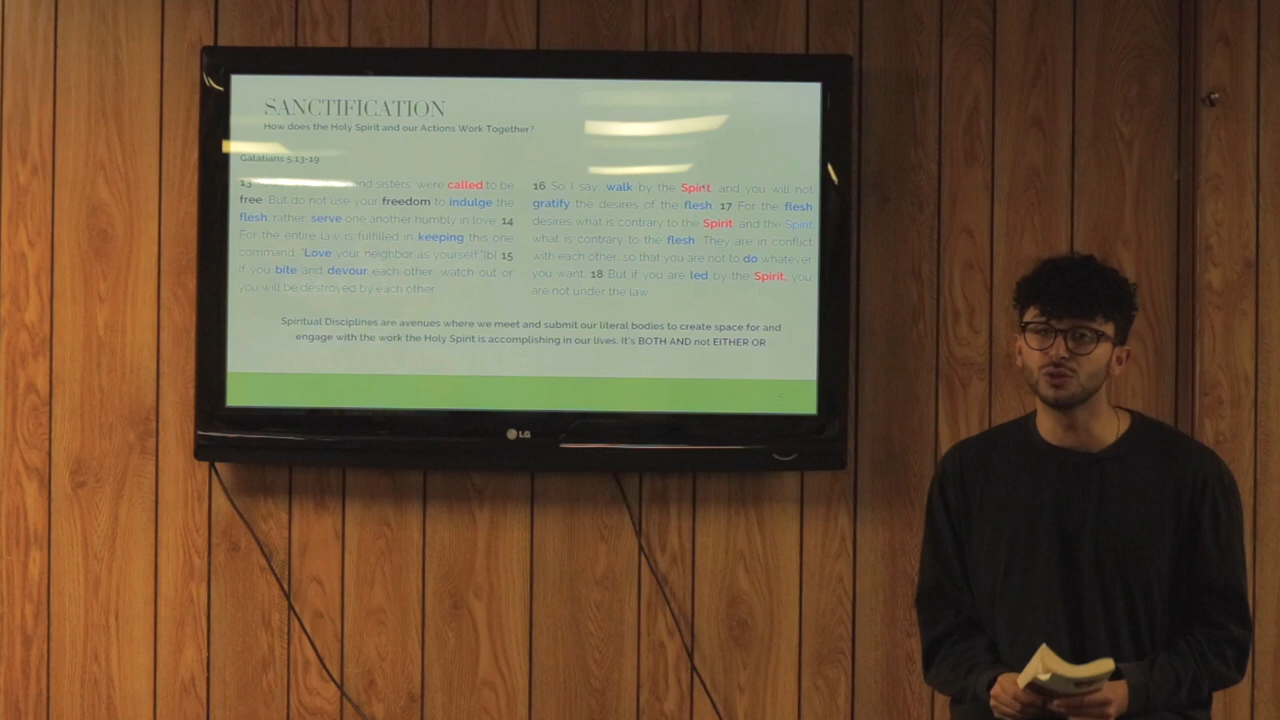 SANCTIFICATION
How does the Holy Spirit and our Actions Work Together?
Galatians 5.13-19
13 nd sisters, were called to be
free. But do not use your freedom to indulge the
flesh; rather, serve one another humbly in love. 14
For the entire law is fulfilled in keeping this one
command: "Love your neighbor as yourself."[b] 15
If you bite and devour each other, watch out or
you will be destroyed by each other.
16 So I say, walk by the Spirit, and you will not
gratify the desires of the flesh. 17 For the flesh
desires what is contrary to the Spirit, and the Spirit
what is contrary to the flesh. They are in conflict
with each other, so that you are not to do whatever
you want. 18 But if you are led by the Spirit, you
are not under the law.
Spiritual Disciplines are avenues where we meet and submit our literal bodies to create space for and
engage with the work the Holy Spirit is accomplishing in our lives. It's BOTH AND not EITHER OR
5
LG